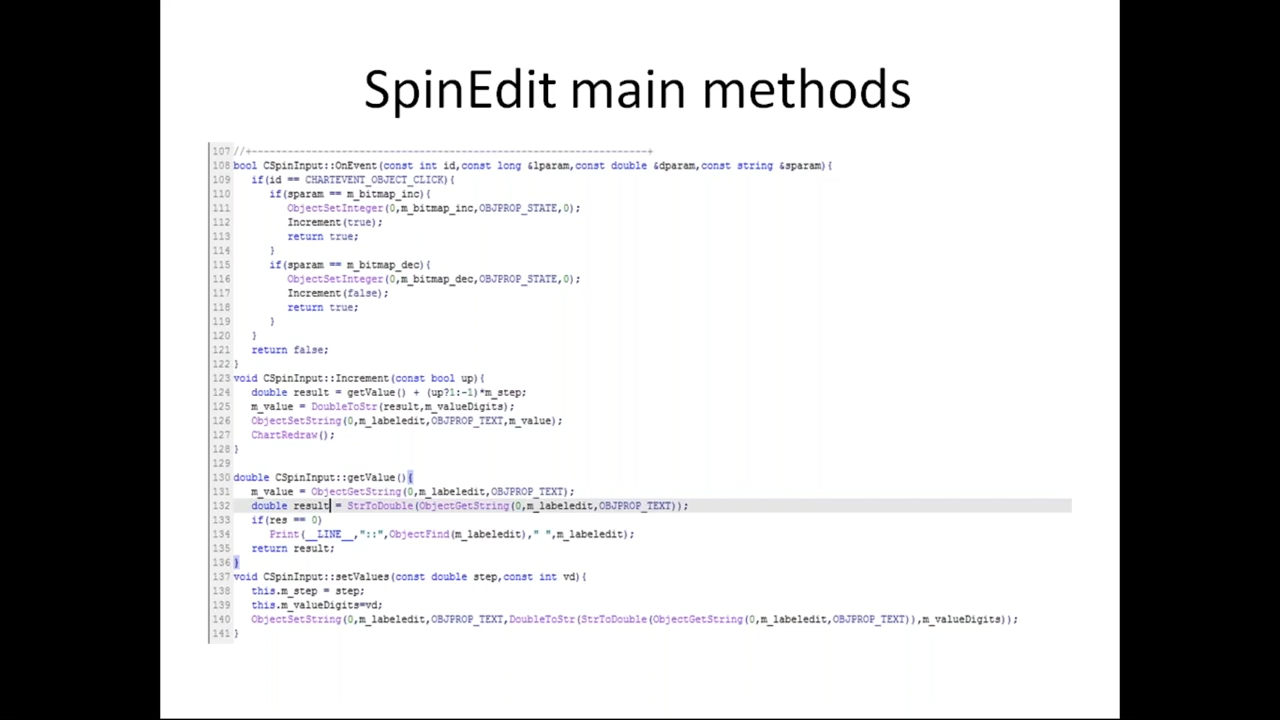 SpinEdit main methods
107 //+------------------------------------------------------------------+
108 bool CSpinInput::OnEvent(const int id,const long &lparam,const double &dparam,const string &sparam){
109    if(id == CHARTEVENT_OBJECT_CLICK){
110       if(sparam == m_bitmap_inc){
111          ObjectSetInteger(0,m_bitmap_inc,OBJPROP_STATE,0);
112          Increment(true);
113          return true;
114       }
115       if(sparam == m_bitmap_dec){
116          ObjectSetInteger(0,m_bitmap_dec,OBJPROP_STATE,0);
117          Increment(false);
118          return true;
119       }
120    }
121    return false;
122 }
123 void CSpinInput::Increment(const bool up){
124    double result = getValue() + (up?1:-1)*m_step;
125    m_value = DoubleToStr(result,m_valueDigits);
126    ObjectSetString(0,m_labeledit,OBJPROP_TEXT,m_value);
127    ChartRedraw();
128 }
129
130 double CSpinInput::getValue(){
131    m_value = ObjectGetString(0,m_labeledit,OBJPROP_TEXT);
132    double result = StrToDouble(ObjectGetString(0,m_labeledit,OBJPROP_TEXT));
133    if(res == 0)
134       Print(__LINE__,"::",ObjectFind(m_labeledit)," ",m_labeledit);
135    return result;
136 }
137 void CSpinInput::setValues(const double step,const int vd){
138    this.m_step = step;
139    this.m_valueDigits=vd;
140    ObjectSetString(0,m_labeledit,OBJPROP_TEXT,DoubleToStr(StrToDouble(ObjectGetString(0,m_labeledit,OBJPROP_TEXT)),m_valueDigits));
141 }